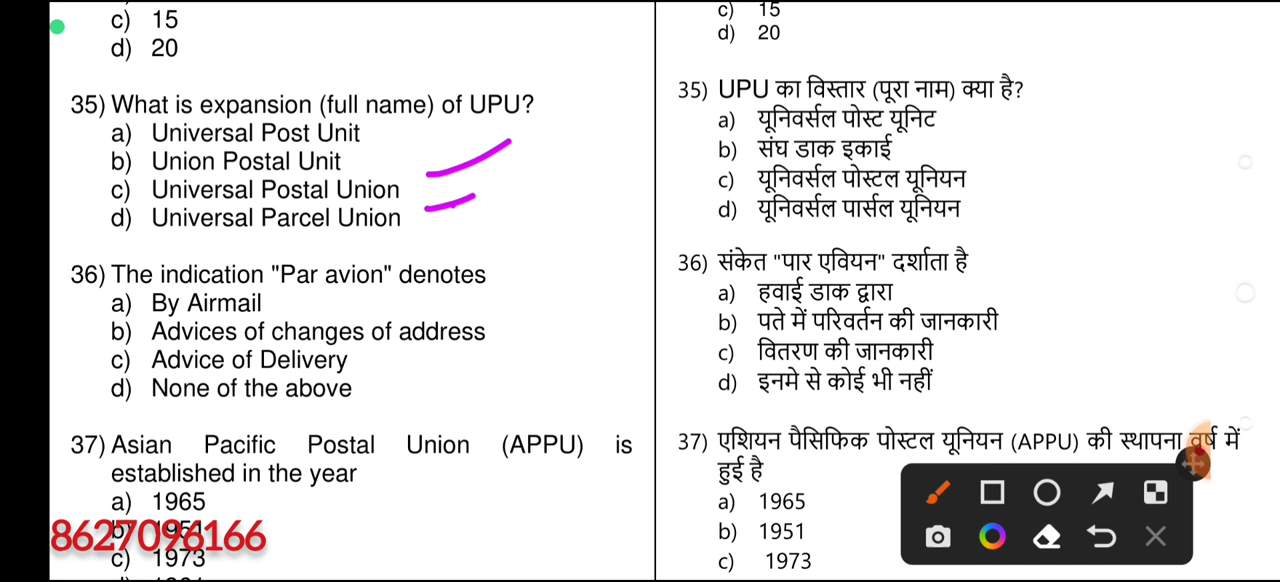 c) 15
d) 20
35) What is expansion (full name) of UPU?
a) Universal Post Unit
b) Union Postal Unit
c) Universal Postal Union
d) Universal Parcel Union
36) The indication "Par avion" denotes
a) By Airmail
b) Advices of changes of address
c) Advice of Delivery
d) None of the above
37) Asian Pacific Postal Union (APPU) is
established in the year
a) 1965
b) 1951
8627096166
c) 1973
c) 15
d) 20
35) UPU का विस्तार (पूरा नाम) क्या है?
a) यूनिवर्सल पोस्ट यूनिट
b) संघ डाक इकाई
c) यूनिवर्सल पोस्टल यूनियन
d) यूनिवर्सल पार्सल यूनियन
36) संकेत "पार एवियन" दर्शाता है
a) हवाई डाक द्वारा
b) पते में परिवर्तन की जानकारी
c) वितरण की जानकारी
d) इनमे से कोई भी नहीं
37) एशियन पैसिफिक पोस्टल यूनियन (APPU) की स्थापना वर्ष में
हुई है
a) 1965
b) 1951
c) 1973